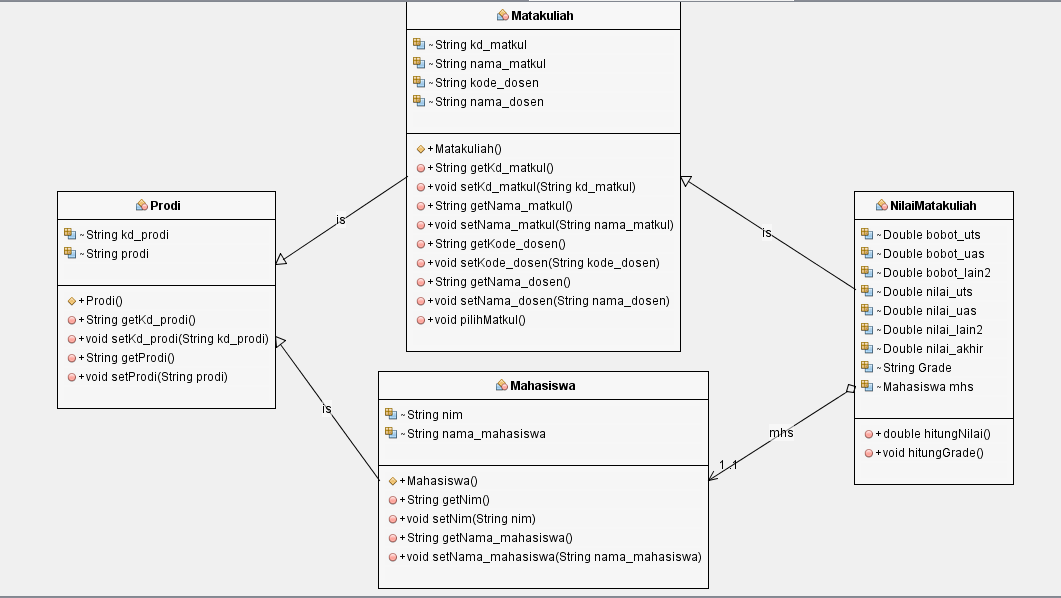 Matakuliah
~String kd_matkul
~String nama_matkul
~String kode_dosen
~String nama_dosen
+Matakuliah()
+String getKd_matkul()
+void setKd_matkul(String kd_matkul)
+String getNama_matkul()
+void setNama_matkul(String nama_matkul)
+String getKode_dosen()
+void setKode_dosen(String kode_dosen)
+String getNama_dosen()
+void setNama_dosen(String nama_dosen)
+void pilihMatkul()
Prodi
~String kd_prodi
~String prodi
+Prodi()
+String getKd_prodi()
+void setKd_prodi(String kd_prodi)
+String getProdi()
+void setProdi(String prodi)
is
is
is
NilaiMatakuliah
~Double bobot_uts
~Double bobot_uas
~Double bobot_lain2
~Double nilai_uts
~Double nilai_uas
~Double nilai_lain2
~Double nilai_akhir
~String Grade
~Mahasiswa mhs
+double hitungNilai()
+void hitungGrade()
mhs
1..1
Mahasiswa
~String nim
~String nama_mahasiswa
+Mahasiswa()
+String getNim()
+void setNim(String nim)
+String getNama_mahasiswa()
+void setNama_mahasiswa(String nama_mahasiswa)